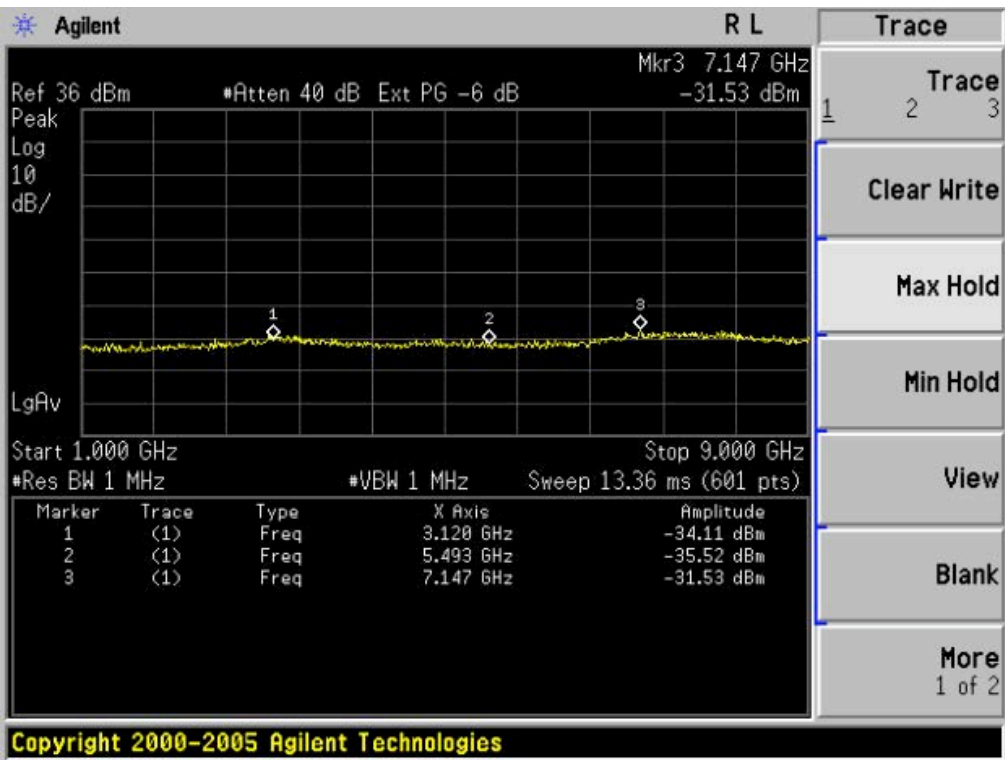 Agilent R L Trace
Mkr3 7.147 GHz
Ref 36 dBm #Atten 40 dB Ext PG -6 dB -31.53 dBm
Peak
Log
10
dB/
1
2
3
LgAv
Start 1.000 GHz Stop 9.000 GHz
#Res BW 1 MHz #VBW 1 MHz Sweep 13.36 ms (601 pts)
Marker Trace Type X Axis Amplitude
1 (1) Freq 3.120 GHz -34.11 dBm
2 (1) Freq 5.493 GHz -35.52 dBm
3 (1) Freq 7.147 GHz -31.53 dBm
Trace
1 2 3
Clear Write
Max Hold
Min Hold
View
Blank
More
1 of 2
Copyright 2000-2005 Agilent Technologies